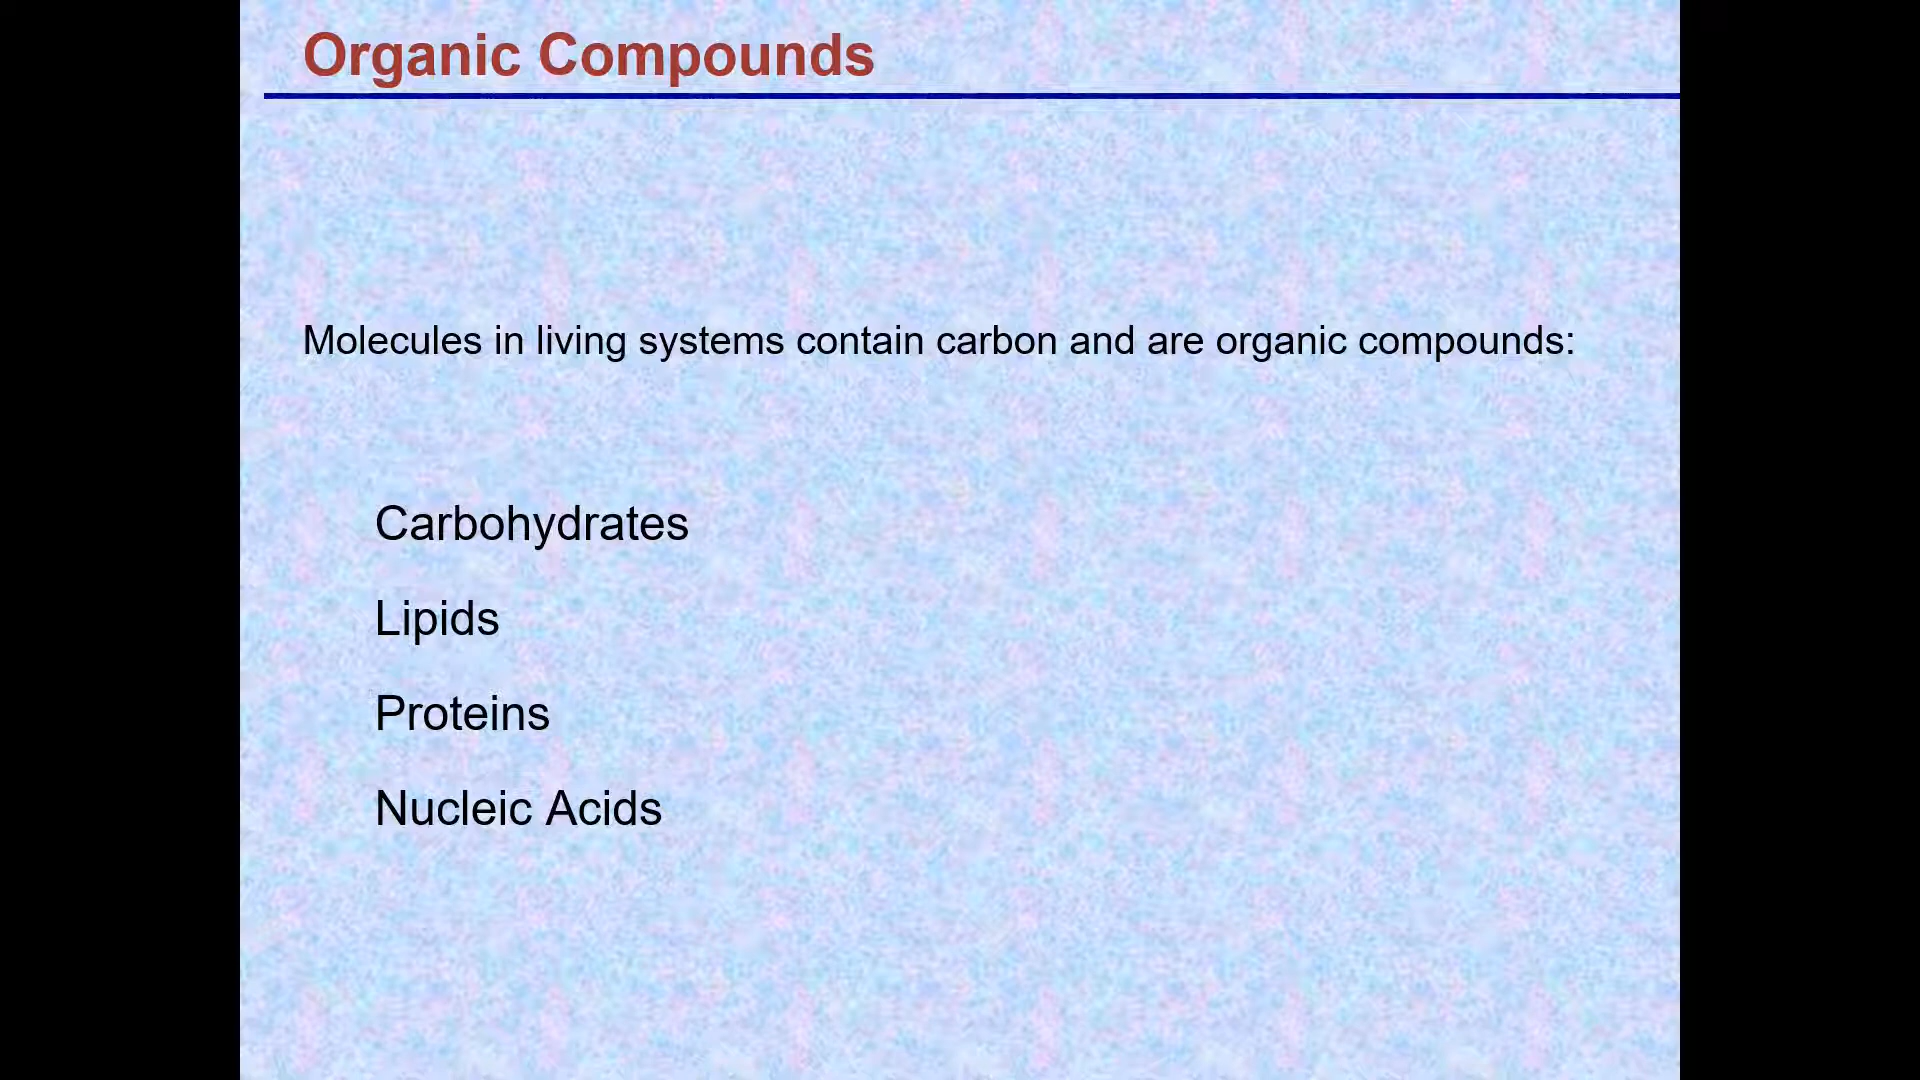 Organic Compounds
Molecules in living systems contain carbon and are organic compounds:
Carbohydrates
Lipids
Proteins
Nucleic Acids